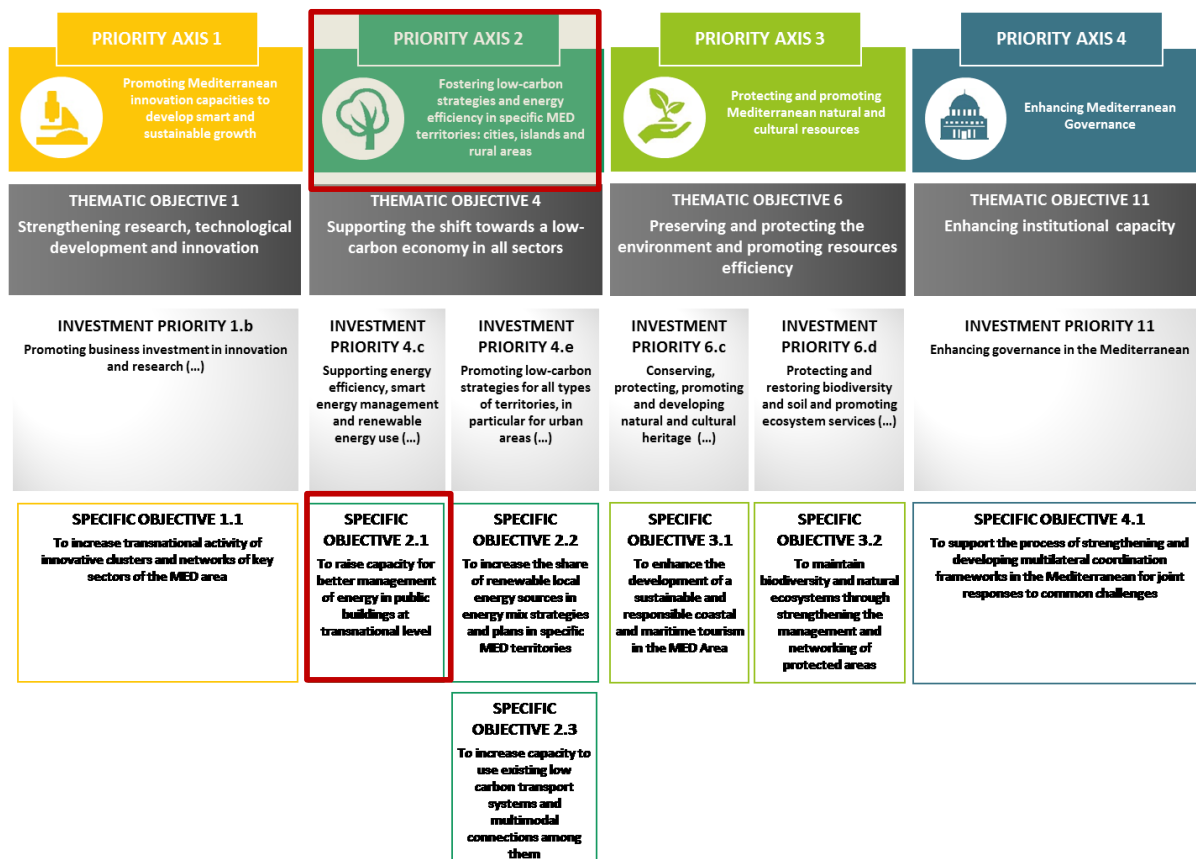 PRIORITY AXIS 1
Promoting Mediterranean
innovation capacities to
develop smart and
sustainable growth
PRIORITY AXIS 2
Fostering low-carbon
strategies and energy
efficiency in specific MED
territories: cities, islands and
rural areas
PRIORITY AXIS 3
Protecting and promoting
Mediterranean natural and
cultural resources
PRIORITY AXIS 4
Enhancing Mediterranean
Governance
THEMATIC OBJECTIVE 1
Strengthening research, technological
development and innovation
THEMATIC OBJECTIVE 4
Supporting the shift towards a low-
carbon economy in all sectors
THEMATIC OBJECTIVE 6
Preserving and protecting the
environment and promoting resources
efficiency
THEMATIC OBJECTIVE 11
Enhancing institutional capacity
INVESTMENT PRIORITY 1.b
Promoting business investment in innovation
and research (...)
INVESTMENT
PRIORITY 4.c
Supporting energy
efficiency, smart
energy management
and renewable
energy use (...)
INVESTMENT
PRIORITY 4.e
Promoting low-carbon
strategies for all types
of territories, in
particular for urban
areas (...)
INVESTMENT
PRIORITY 6.c
Conserving,
protecting, promoting
and developing
natural and cultural
heritage (...)
INVESTMENT
PRIORITY 6.d
Protecting and
restoring biodiversity
and soil and promoting
ecosystem services (...)
INVESTMENT PRIORITY 11
Enhancing governance in the Mediterranean
SPECIFIC OBJECTIVE 1.1
To increase transnational activity of
innovative clusters and networks of key
sectors of the MED area
SPECIFIC
OBJECTIVE 2.1
To raise capacity for
better management
of energy in public
buildings at
transnational level
SPECIFIC
OBJECTIVE 2.2
To increase the share
of renewable local
energy sources in
energy mix strategies
and plans in specific
MED territories
SPECIFIC
OBJECTIVE 3.1
To enhance the
development of a
sustainable and
responsible coastal
and maritime tourism
in the MED Area
SPECIFIC
OBJECTIVE 3.2
To maintain
biodiversity and natural
ecosystems through
strengthening the
management and
networking of
protected areas
SPECIFIC OBJECTIVE 4.1
To support the process of strengthening and
developing multilateral coordination
frameworks in the Mediterranean for joint
responses to common challenges
SPECIFIC
OBJECTIVE 2.3
To increase capacity to
use existing low
carbon transport
systems and
multimodal
connections among
them